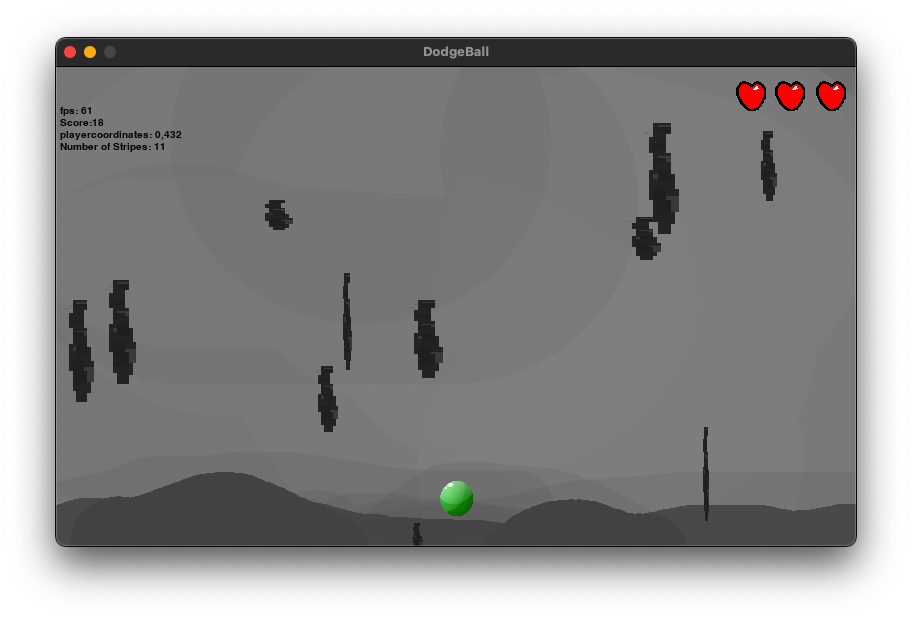 DodgeBall
fps: 61
Score:18
playercoordinates: 0,432
Number of Stripes: 11